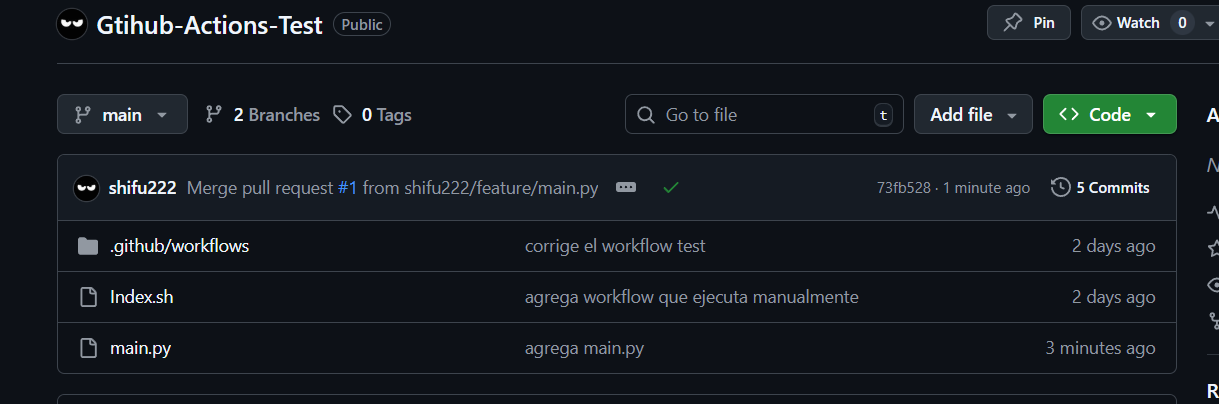 Gtihub-Actions-Test Public Pin Watch 0
main 2 Branches 0 Tags Go to file t Add file Code
shifu222 Merge pull request #1 from shifu222/feature/main.py 73fb528 · 1 minute ago 5 Commits
.github/workflows corrige el workflow test 2 days ago
Index.sh agrega workflow que ejecuta manualmente 2 days ago
main.py agrega main.py 3 minutes ago